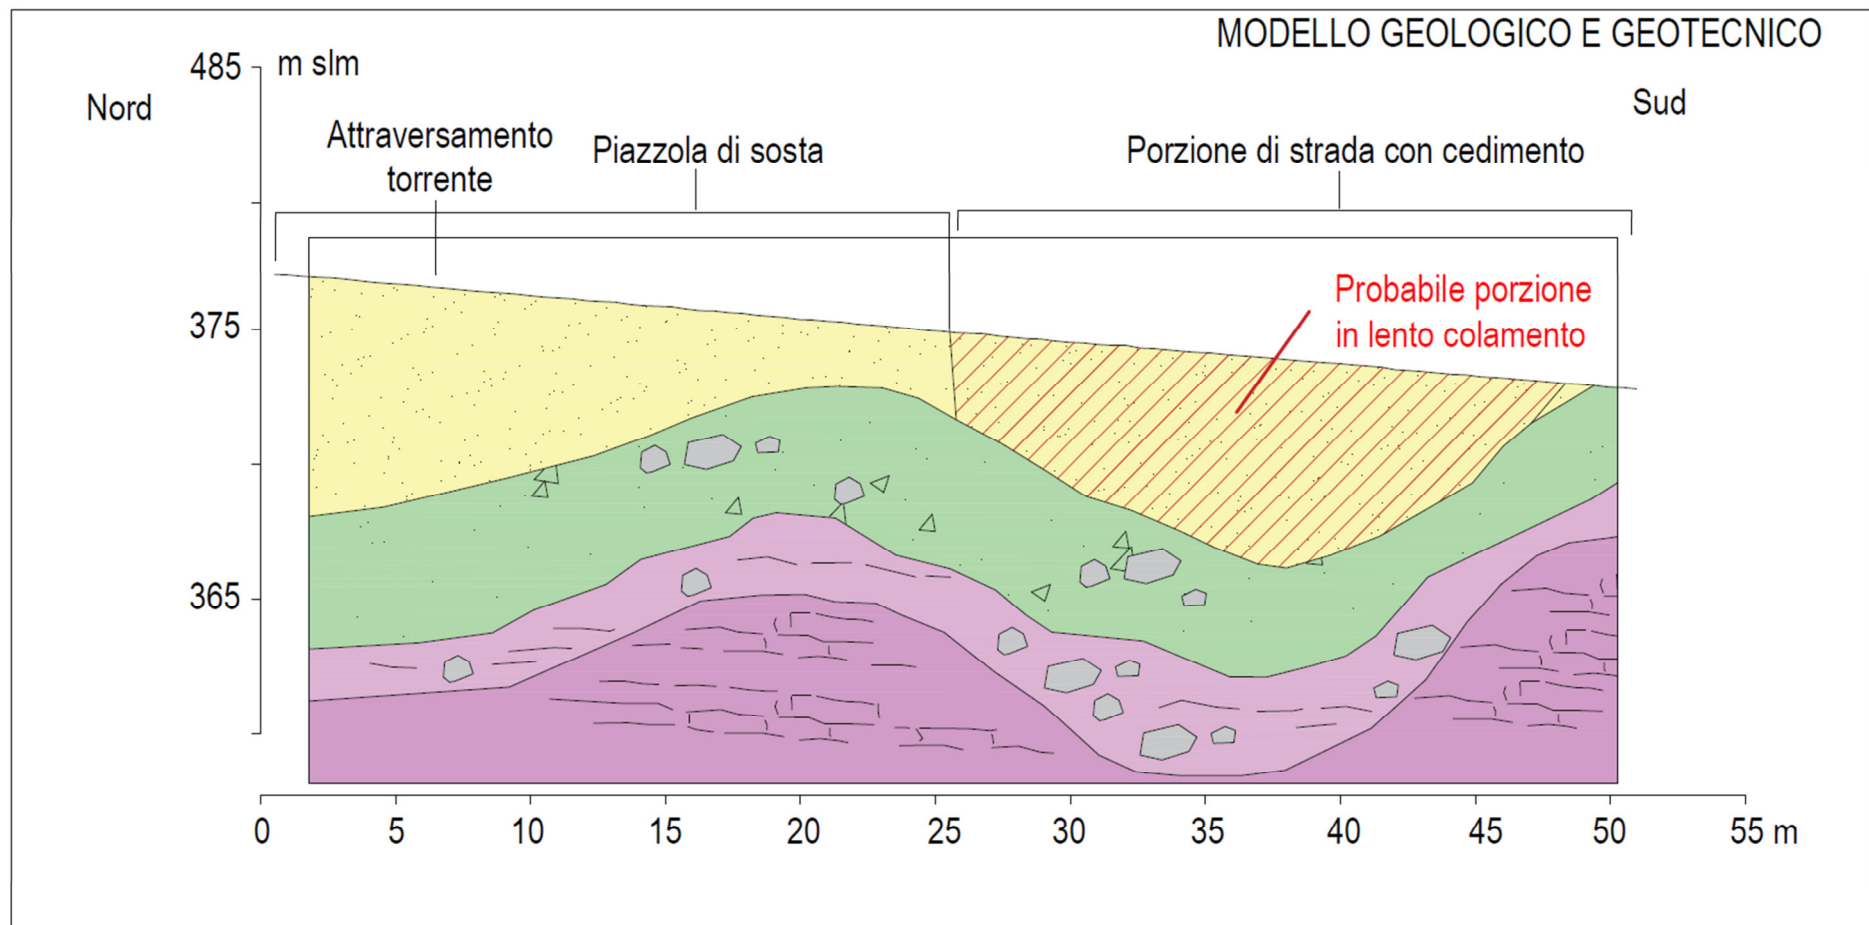 MODELLO GEOLOGICO E GEOTECNICO
485
m slm
Nord
Sud
Attraversamento
torrente
Piazzola di sosta
Porzione di strada con cedimento
Probabile porzione
in lento colamento
375
365
0 5 10 15 20 25 30 35 40 45 50 55 m